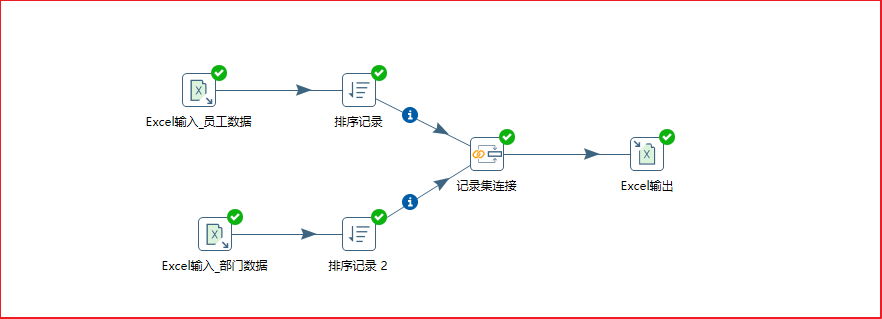 Excel输入_员工数据
排序记录
记录集连接
Excel输出
Excel输入_部门数据
排序记录 2